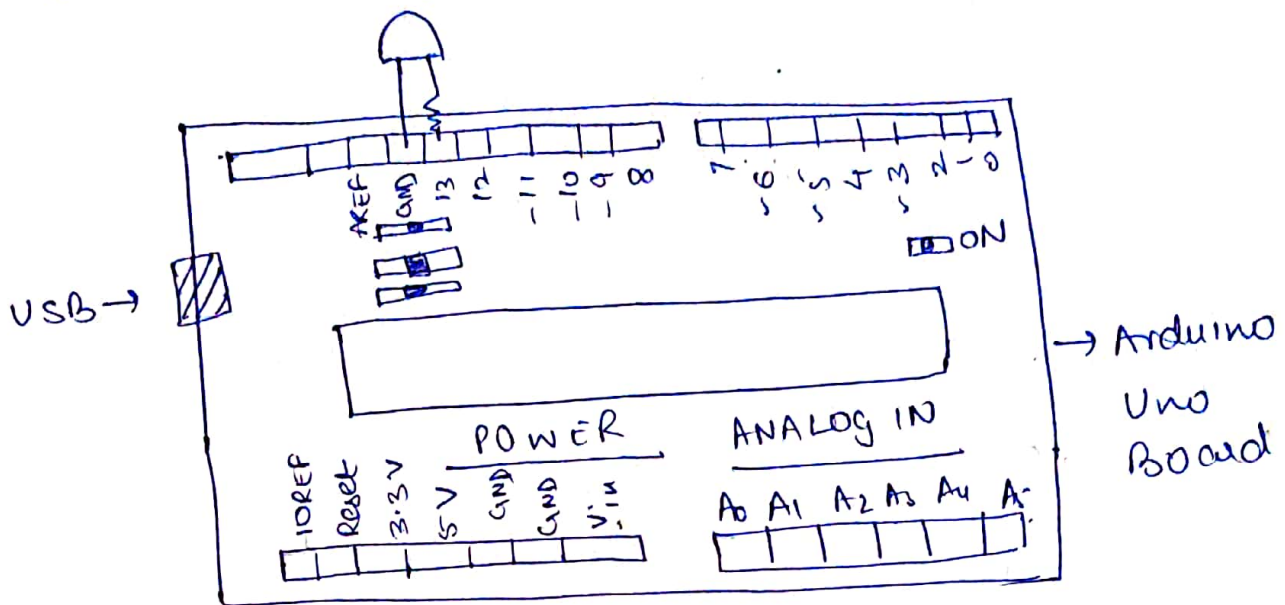 AREF GND 13 12 ~11 ~10 ~9 8 7 ~6 ~5 4 ~3 2 1 0
ON
USB →
→ Arduino
Uno
Board
POWER
ANALOG IN
IOREF Reset 3.3V 5V GND GND Vin
A0 A1 A2 A3 A4 A5